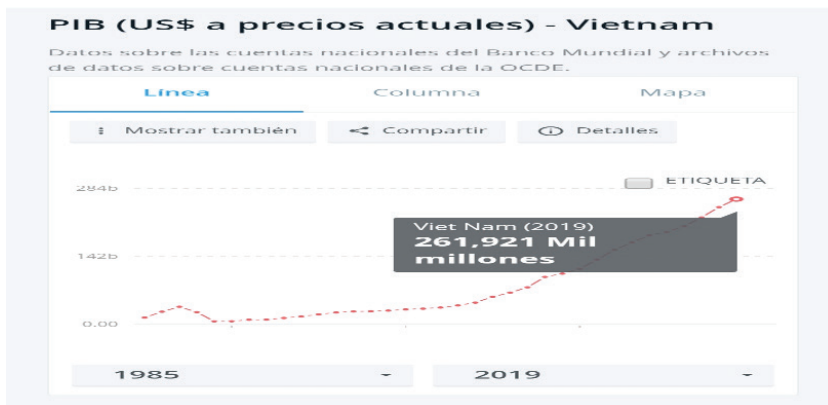 PIB (US$ a precios actuales) - Vietnam
Datos sobre las cuentas nacionales del Banco Mundial y archivos
de datos sobre cuentas nacionales de la OCDE.
Línea Columna Mapa
Mostrar también Compartir Detalles
ETIQUETA
284b
Viet Nam (2019)
261,921 Mil
millones
142b
0.00
1985 2019